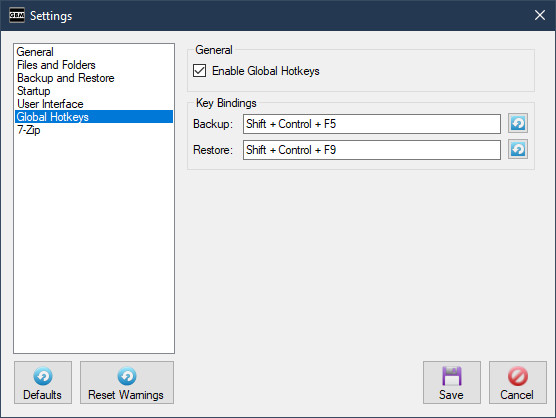 GBM Settings
General
Files and Folders
Backup and Restore
Startup
User Interface
Global Hotkeys
7-Zip
General
Enable Global Hotkeys
Key Bindings
Backup: Shift + Control + F5
Restore: Shift + Control + F9
Defaults
Reset Warnings
Save
Cancel